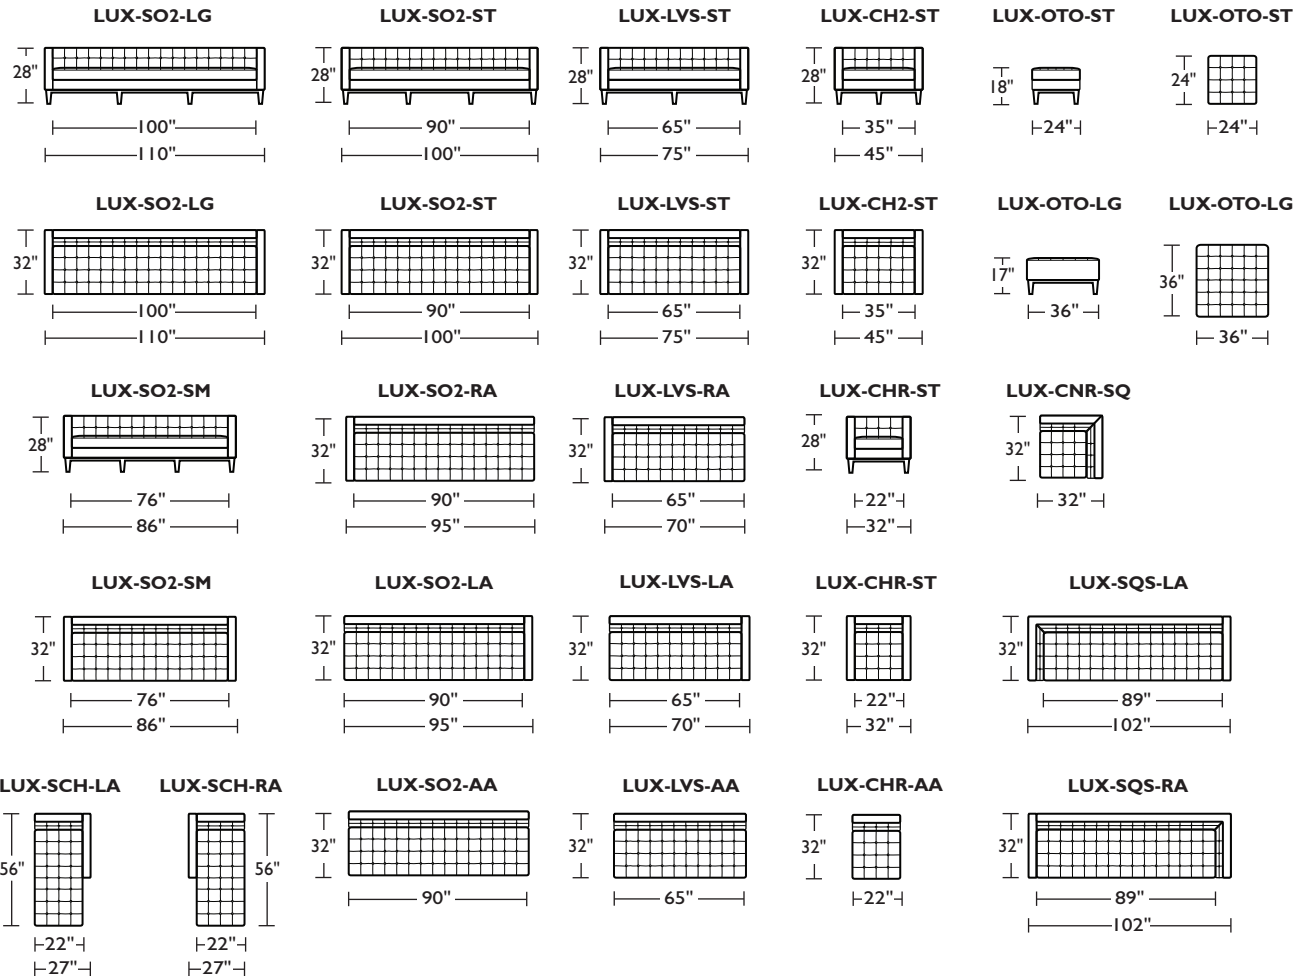 LUX-SO2-LG LUX-SO2-ST LUX-LVS-ST LUX-CH2-ST LUX-OTO-ST LUX-OTO-ST
28" 28" 28" 28" 18" 24"
100" 90" 65" 35" 24" 24"
110" 100" 75" 45"
LUX-SO2-LG LUX-SO2-ST LUX-LVS-ST LUX-CH2-ST LUX-OTO-LG LUX-OTO-LG
32" 32" 32" 32" 17" 36"
100" 90" 65" 35" 36" 36"
110" 100" 75" 45"
LUX-SO2-SM LUX-SO2-RA LUX-LVS-RA LUX-CHR-ST LUX-CNR-SQ
28" 32" 32" 28" 32"
76" 90" 65" 22" 32"
86" 95" 70" 32"
LUX-SO2-SM LUX-SO2-LA LUX-LVS-LA LUX-CHR-ST LUX-SQS-LA
32" 32" 32" 32" 32"
76" 90" 65" 22" 89"
86" 95" 70" 32" 102"
LUX-SCH-LA LUX-SCH-RA LUX-SO2-AA LUX-LVS-AA LUX-CHR-AA LUX-SQS-RA
56" 56" 32" 32" 32" 32"
90" 65" 22" 89"
22" 22" 102"
27" 27"